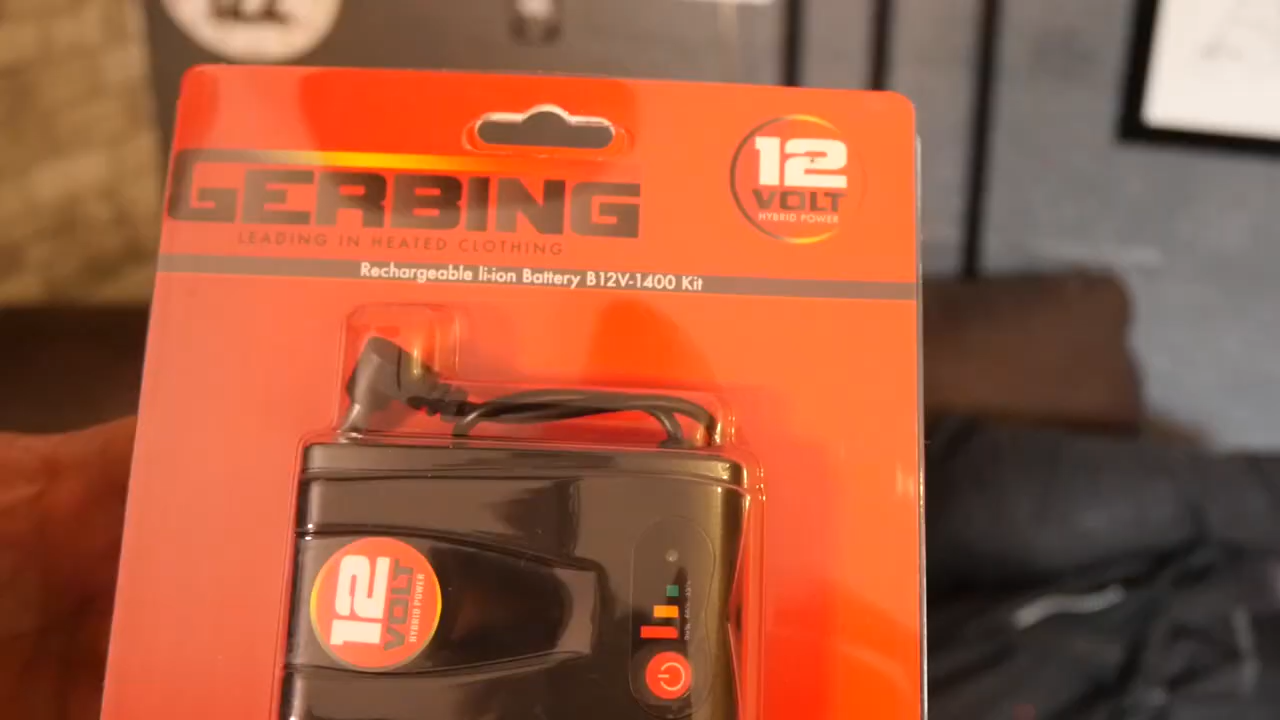 GERBING
LEADING IN HEATED CLOTHING
12
VOLT
HYBRID POWER
Rechargeable li-ion Battery B12V-1400 Kit
12
VOLT
HYBRID POWER